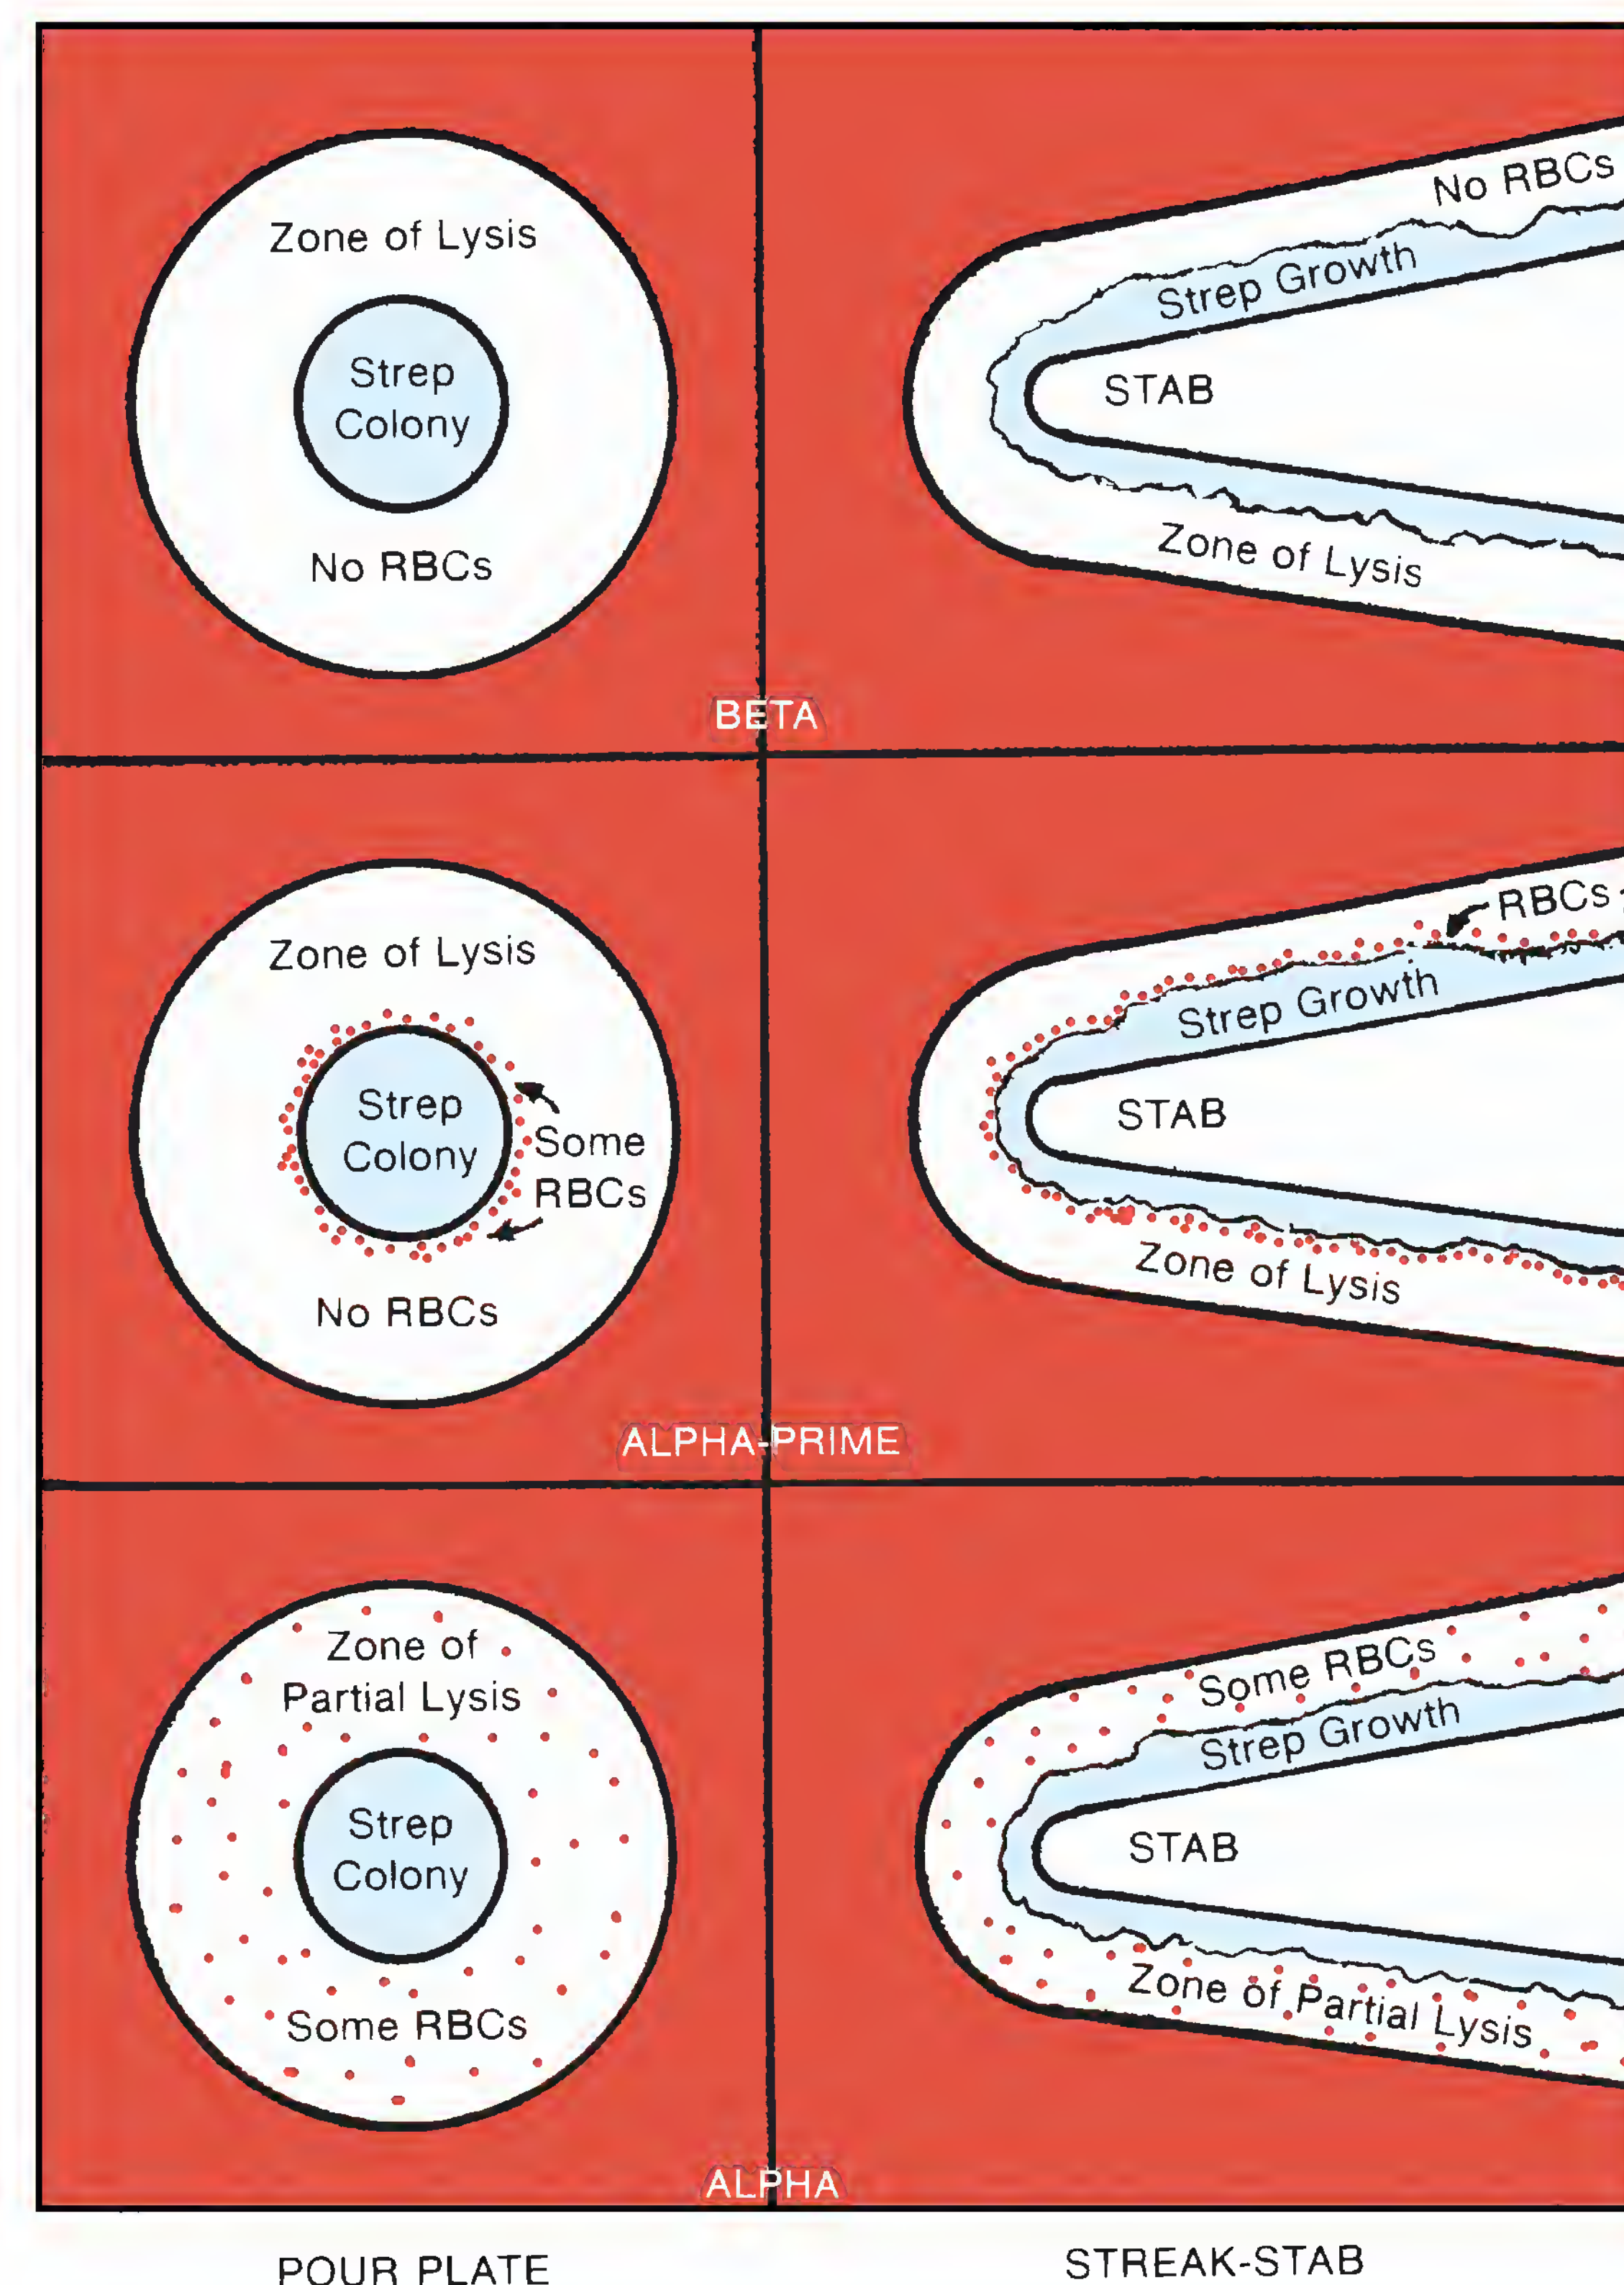 Zone of Lysis
Strep
Colony
No RBCs
No RBCs
Strep Growth
STAB
Zone of Lysis
BETA
Zone of Lysis
Strep
Colony
Some
RBCs
No RBCs
RBCs
Strep Growth
STAB
Zone of Lysis
ALPHA-PRIME
Zone of
Partial Lysis
Strep
Colony
Some RBCs
Some RBCs
Strep Growth
STAB
Zone of Partial Lysis
ALPHA
POUR PLATE
STREAK-STAB